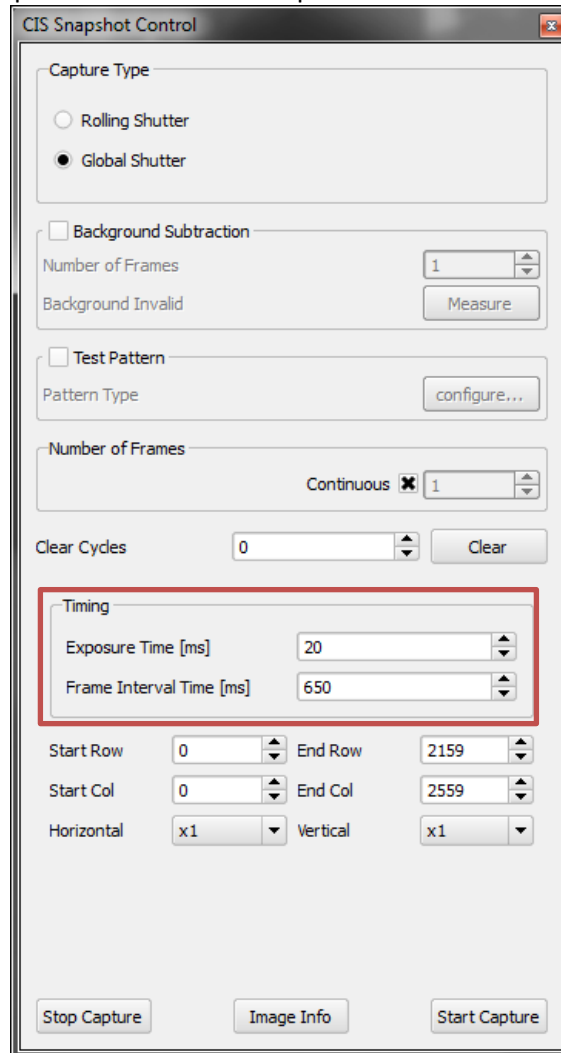 CIS Snapshot Control
Capture Type
Rolling Shutter
Global Shutter
Background Subtraction
Number of Frames 1
Background Invalid Measure
Test Pattern
Pattern Type configure...
Number of Frames
Continuous 1
Clear Cycles 0 Clear
Timing
Exposure Time [ms] 20
Frame Interval Time [ms] 650
Start Row 0 End Row 2159
Start Col 0 End Col 2559
Horizontal x1 Vertical x1
Stop Capture Image Info Start Capture